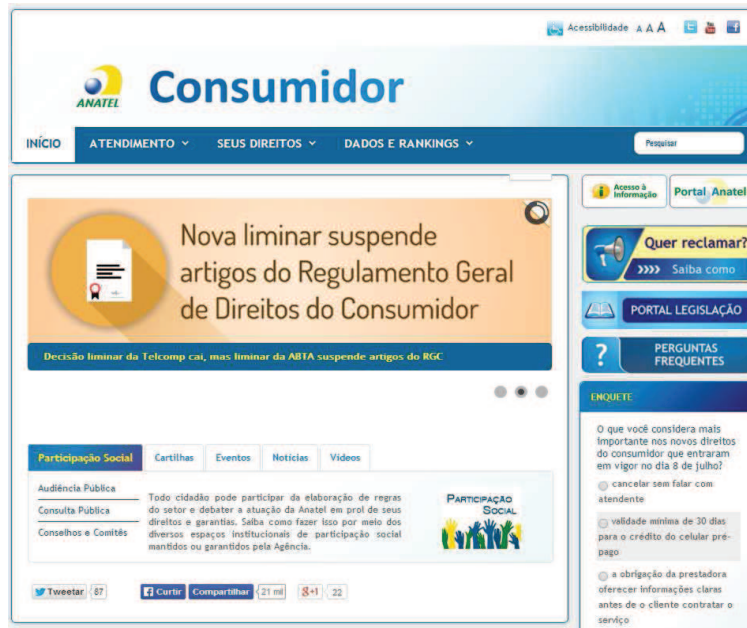 Acessibilidade A A A
ANATEL
Consumidor
INÍCIO ATENDIMENTO SEUS DIREITOS DADOS E RANKINGS Pesquisar
Acesso à
Informação
Portal Anatel
Nova liminar suspende
artigos do Regulamento Geral
de Direitos do Consumidor
Decisão liminar da Telcomp cai, mas liminar da ABTA suspende artigos do RGC
Quer reclamar?
>>>> Saiba como
PORTAL LEGISLAÇÃO
? PERGUNTAS
FREQUENTES
ENQUETE
O que você considera mais
importante nos novos direitos
do consumidor que entraram
em vigor no dia 8 de julho?
cancelar sem falar com
atendente
validade mínima de 30 dias
para o crédito do celular pré-
pago
a obrigação da prestadora
oferecer informações claras
antes de o cliente contratar o
serviço
Participação Social Cartilhas Eventos Notícias Vídeos
Audiência Pública
Consulta Pública
Conselhos e Comitês
Todo cidadão pode participar da elaboração de regras
do setor e debater a atuação da Anatel em prol de seus
direitos e garantias. Saiba como fazer isso por meio dos
diversos espaços institucionais de participação social
mantidos ou garantidos pela Agência.
PARTICIPAÇÃO
SOCIAL
Tweetar 87 Curtir Compartilhar 21 mil g+1 22